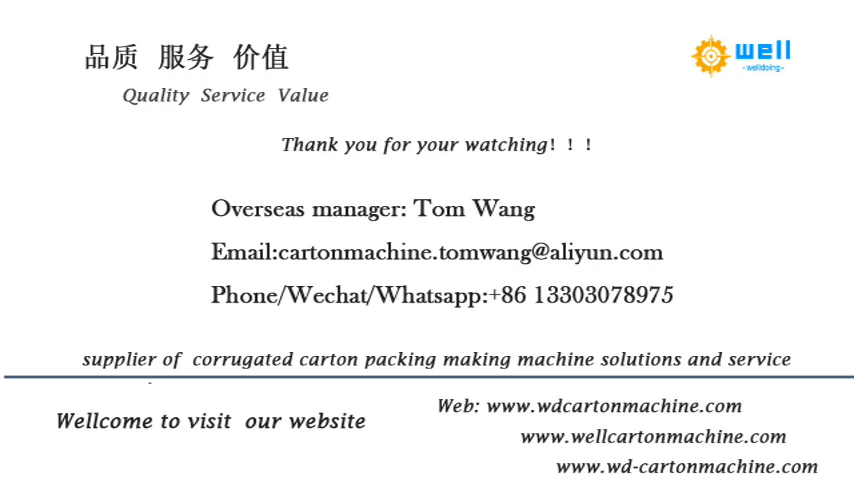 品质 服务 价值
well
-welldoing-
Quality Service Value
Thank you for your watching！！！
Overseas manager: Tom Wang
Email:cartonmachine.tomwang@aliyun.com
Phone/Wechat/Whatsapp:+86 13303078975
supplier of corrugated carton packing making machine solutions and service
Wellcome to visit our website
Web: www.wdcartonmachine.com
www.wellcartonmachine.com
www.wd-cartonmachine.com